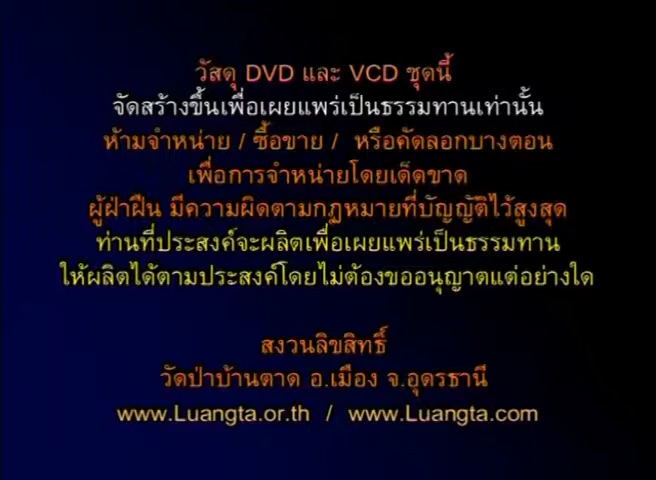 วัสดุ DVD และ VCD ชุดนี้
จัดสร้างขึ้นเพื่อเผยแพร่เป็นธรรมทานเท่านั้น
ห้ามจำหน่าย / ซื้อขาย / หรือคัดลอกบางตอน
เพื่อการจำหน่ายโดยเด็ดขาด
ผู้ฝ่าฝืน มีความผิดตามกฎหมายที่บัญญัติไว้สูงสุด
ท่านที่ประสงค์จะผลิตเพื่อเผยแพร่เป็นธรรมทาน
ให้ผลิตได้ตามประสงค์โดยไม่ต้องขออนุญาตแต่อย่างใด
สงวนลิขสิทธิ์
วัดป่าบ้านตาด อ.เมือง จ.อุดรธานี
www.Luangta.or.th / www.Luangta.com